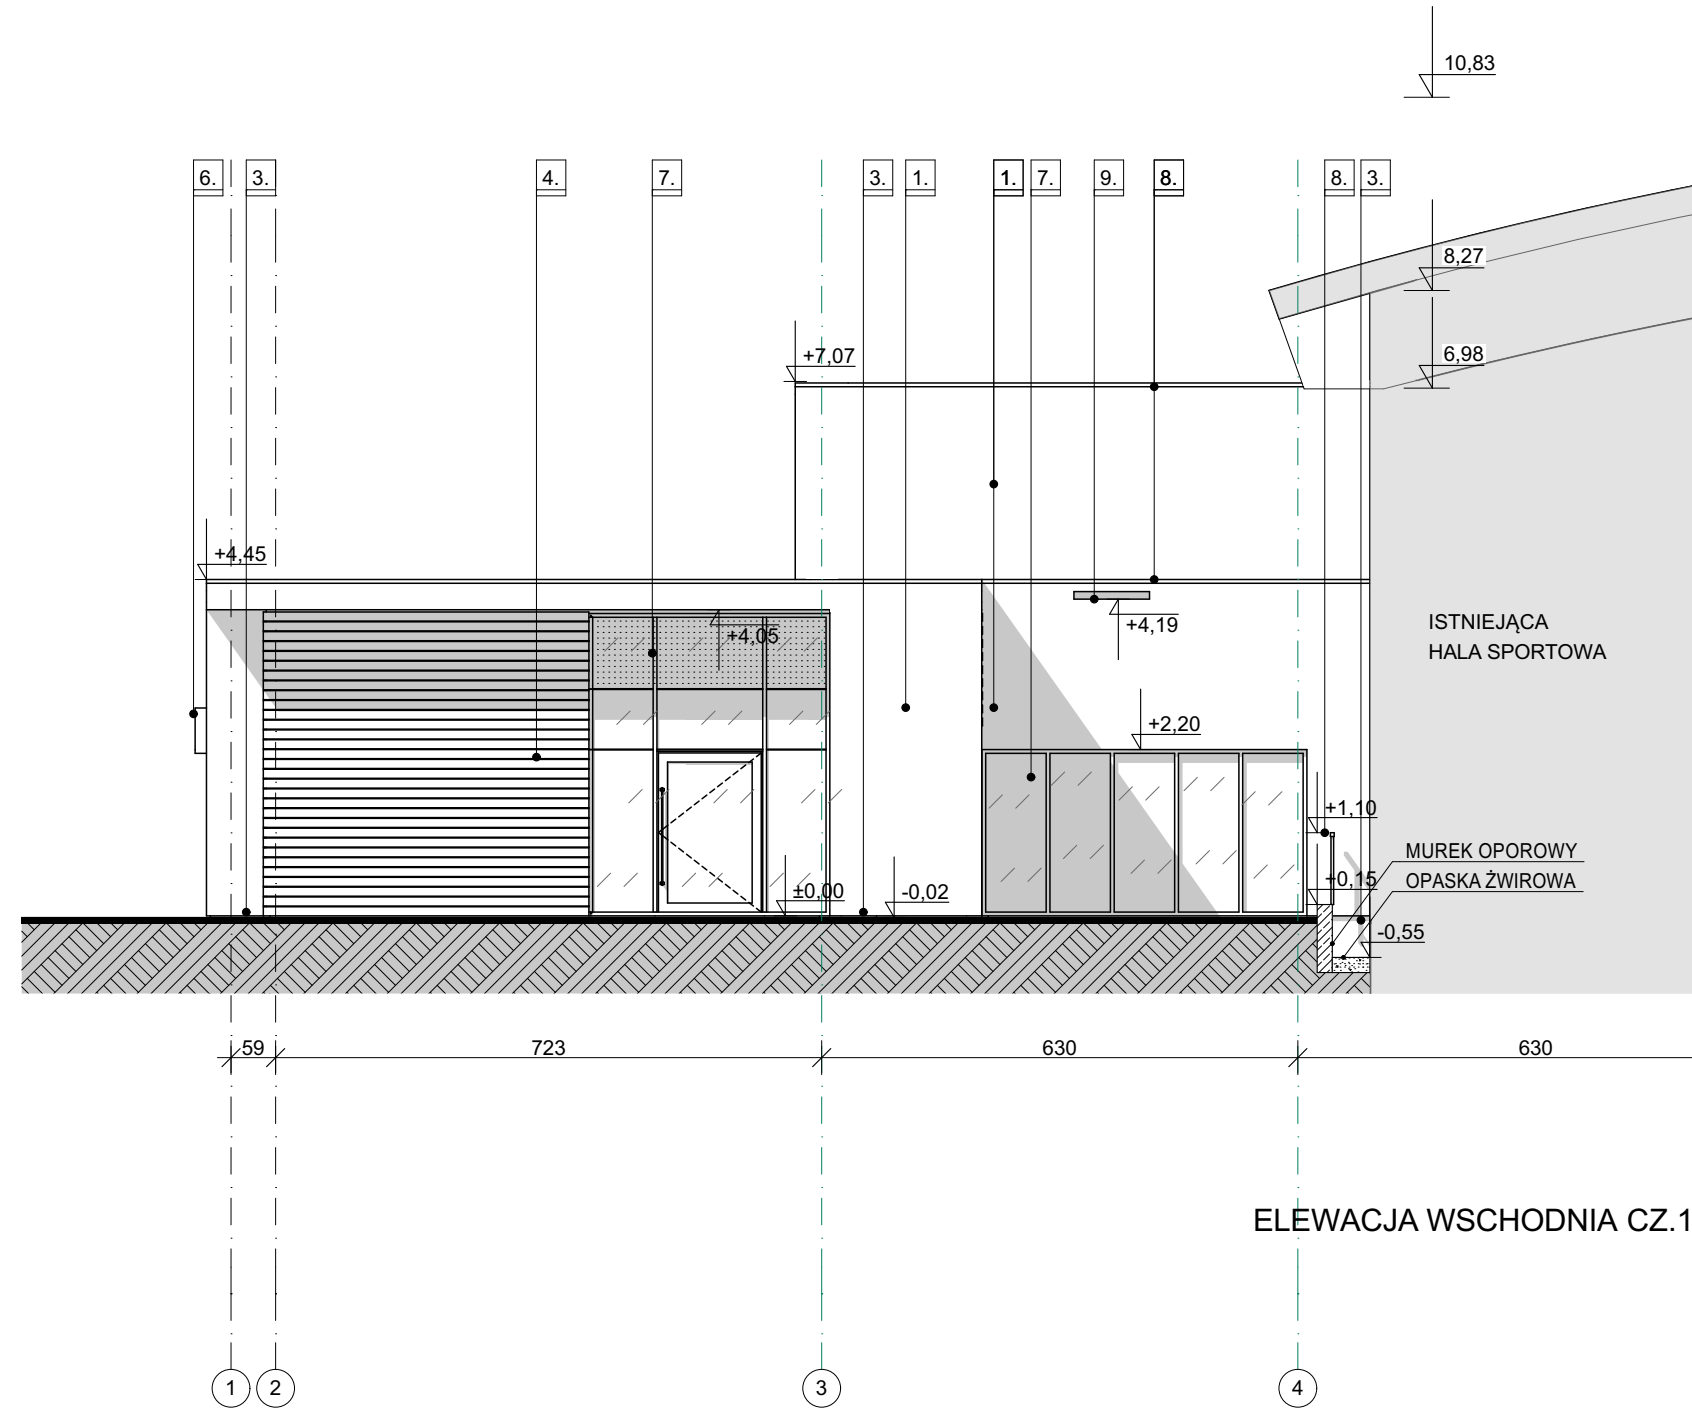 10,83
6. 3. 4. 7. 3. 1. 1. 7. 9. 8. 8. 3.
8,27
+7,07
6,98
+4,45
+4,05
+4,19
ISTNIEJĄCA
HALA SPORTOWA
+2,20
+1,10
MUREK OPOROWY
OPASKA ŻWIROWA
±0,00
-0,02
+0,15
-0,55
59 723 630 630
ELEWACJA WSCHODNIA CZ.1
1 2 3 4